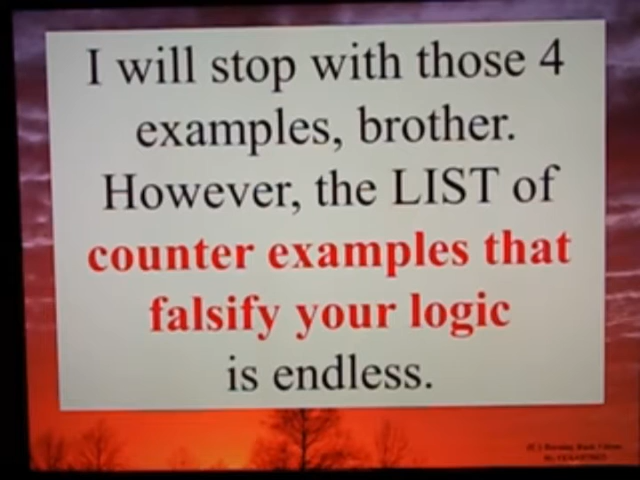 I will stop with those 4
examples, brother.
However, the LIST of
counter examples that
falsify your logic
is endless.